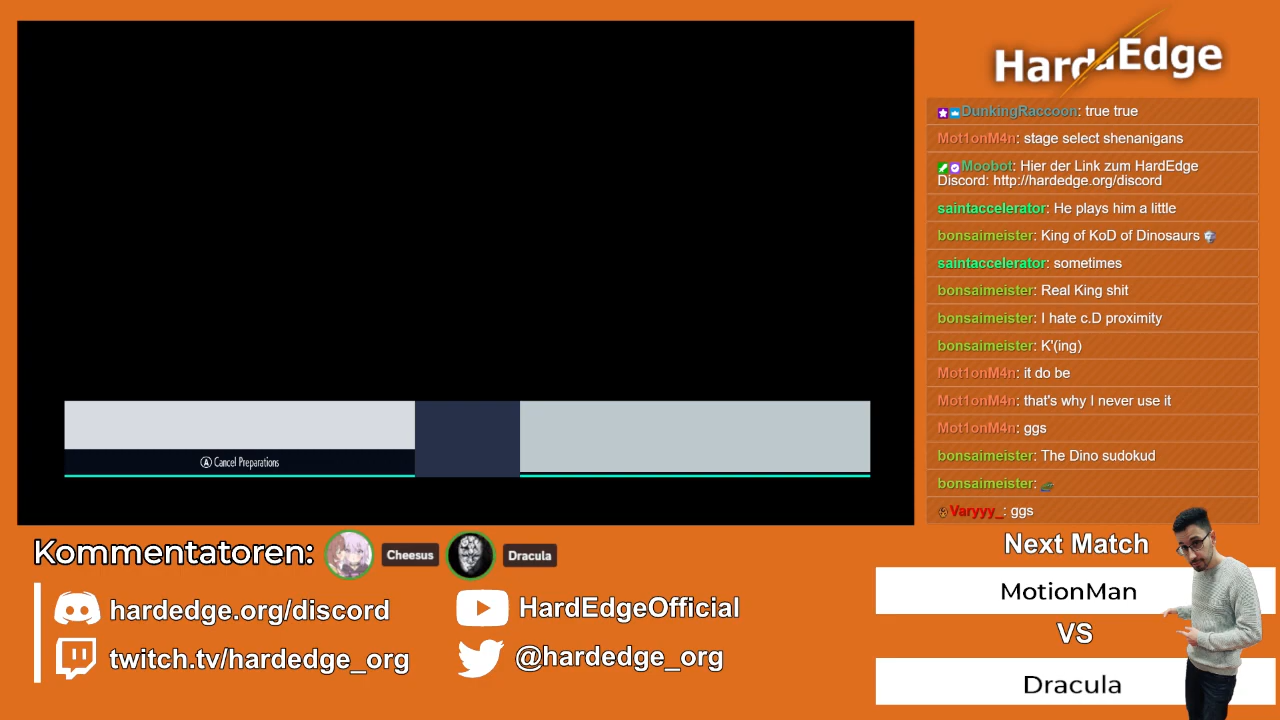 HardEdge
DunkingRaccoon: true true
Mot1onM4n: stage select shenanigans
Moobot: Hier der Link zum HardEdge
Discord: http://hardedge.org/discord
saintaccelerator: He plays him a little
bonsaimeister: King of KoD of Dinosaurs
saintaccelerator: sometimes
bonsaimeister: Real King shit
bonsaimeister: I hate c.D proximity
bonsaimeister: K'(ing)
Mot1onM4n: it do be
Mot1onM4n: that's why I never use it
Mot1onM4n: ggs
bonsaimeister: The Dino sudokud
bonsaimeister:
Varyyy_: ggs
A Cancel Preparations
Kommentatoren: Cheesus Dracula
hardedge.org/discord
HardEdgeOfficial
twitch.tv/hardedge_org
@hardedge_org
Next Match
MotionMan
VS
Dracula